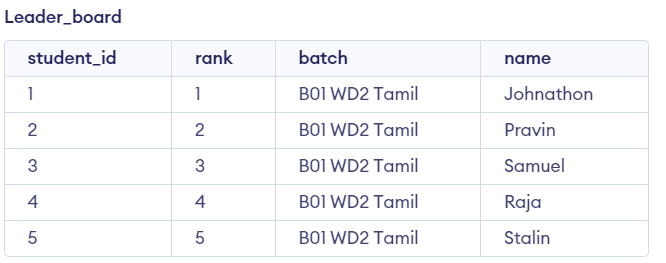 Leader_board
student_id rank batch name
1 1 B01 WD2 Tamil Johnathon
2 2 B01 WD2 Tamil Pravin
3 3 B01 WD2 Tamil Samuel
4 4 B01 WD2 Tamil Raja
5 5 B01 WD2 Tamil Stalin